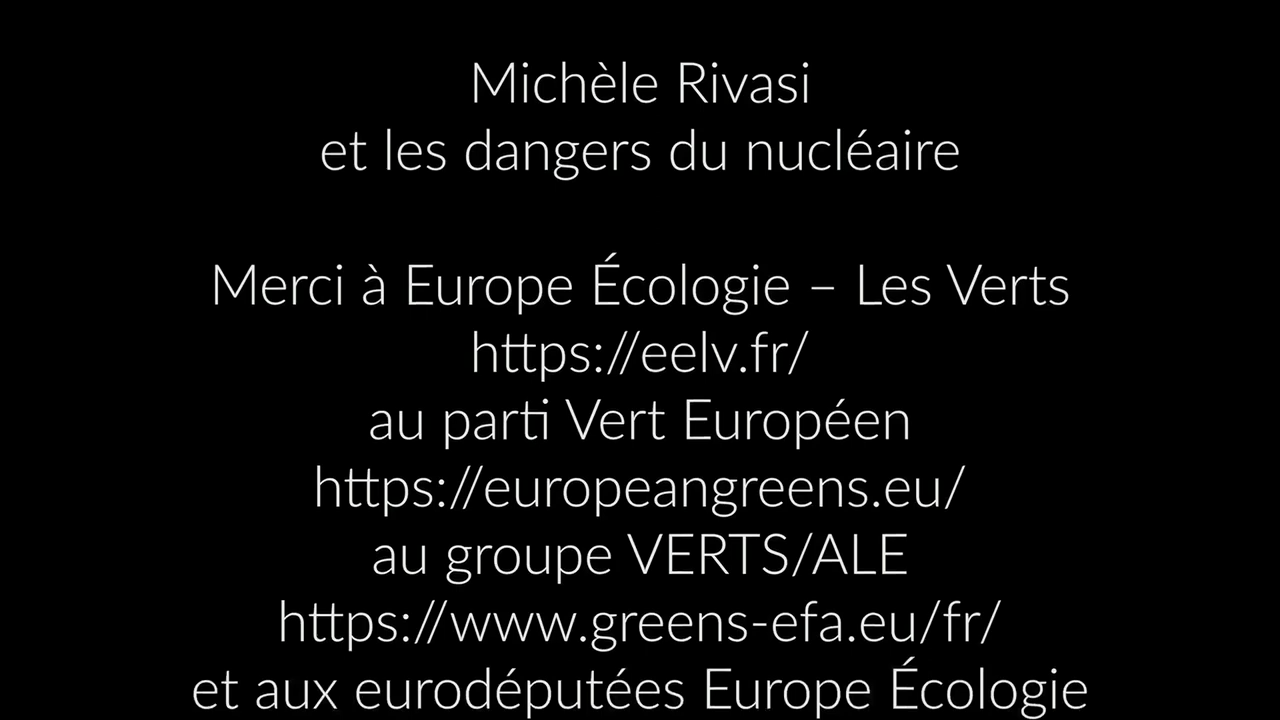 Michèle Rivasi
et les dangers du nucléaire
Merci à Europe Écologie – Les Verts
https://eelv.fr/
au parti Vert Européen
https://europeangreens.eu/
au groupe VERTS/ALE
https://www.greens-efa.eu/fr/
et aux eurodéputées Europe Écologie